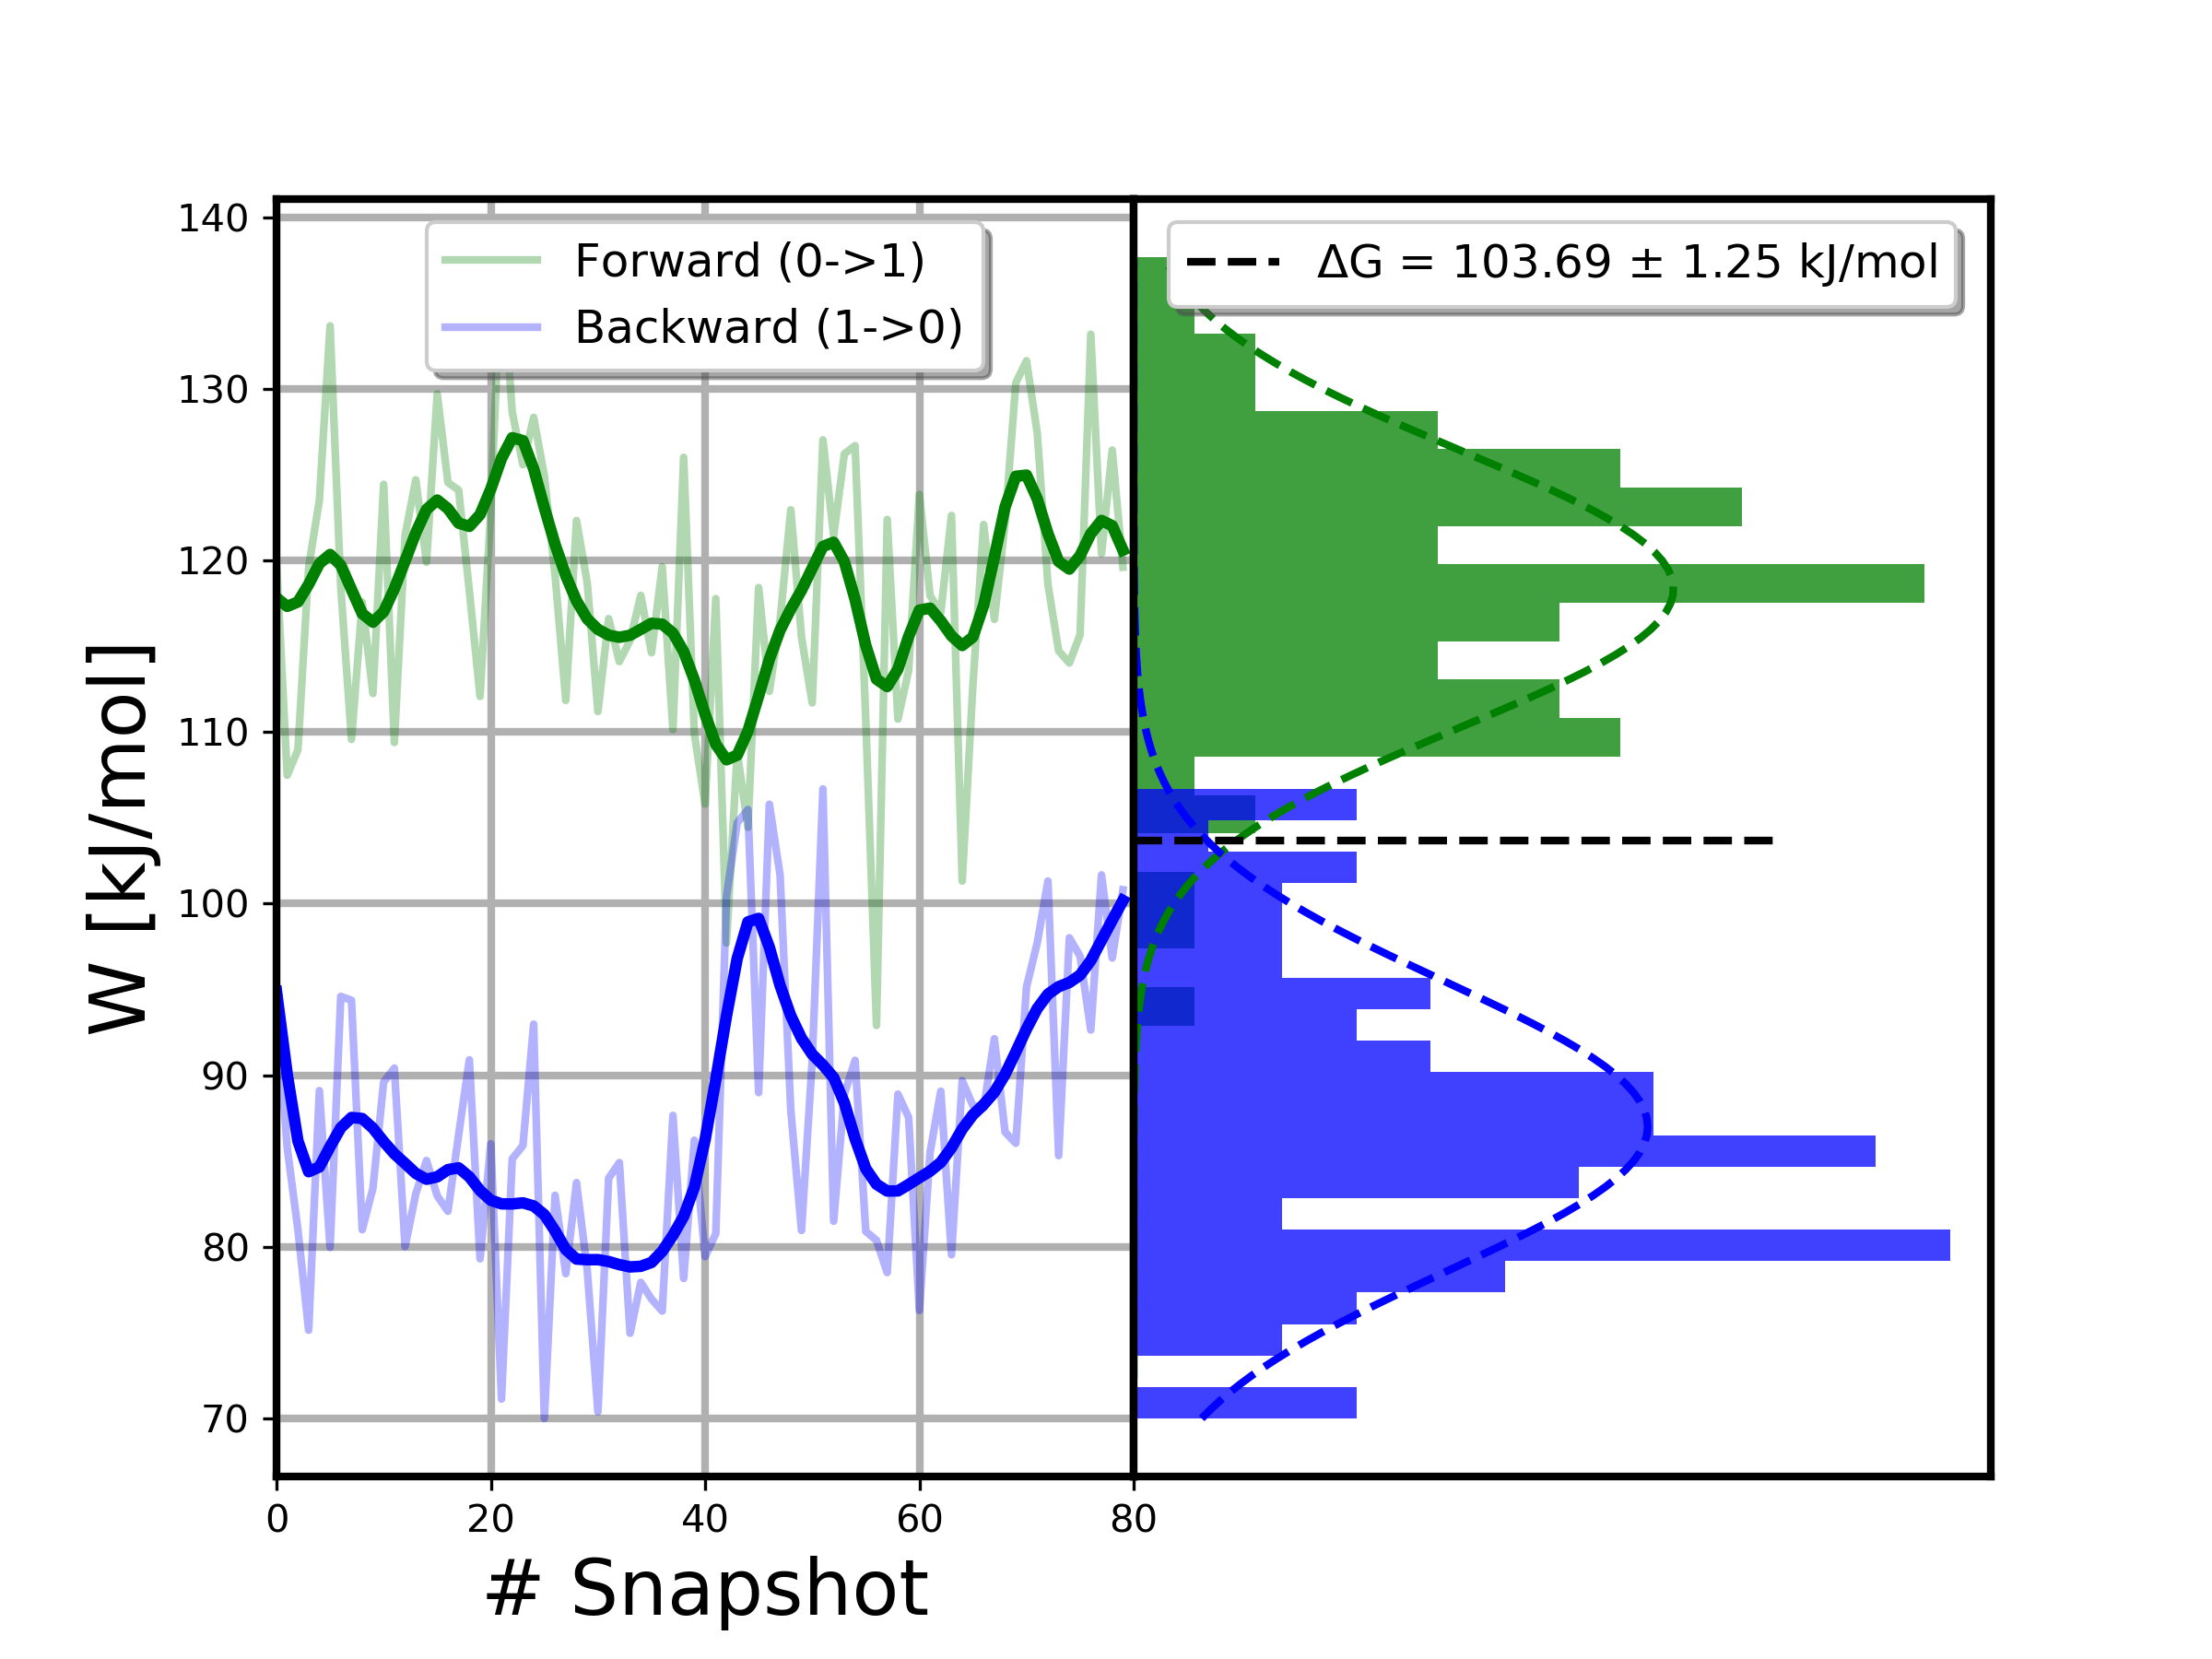 Forward (0->1)
Backward (1->0)
ΔG = 103.69 ± 1.25 kJ/mol
W [kJ/mol]
140
130
120
110
100
90
80
70
0 20 40 60 80
# Snapshot